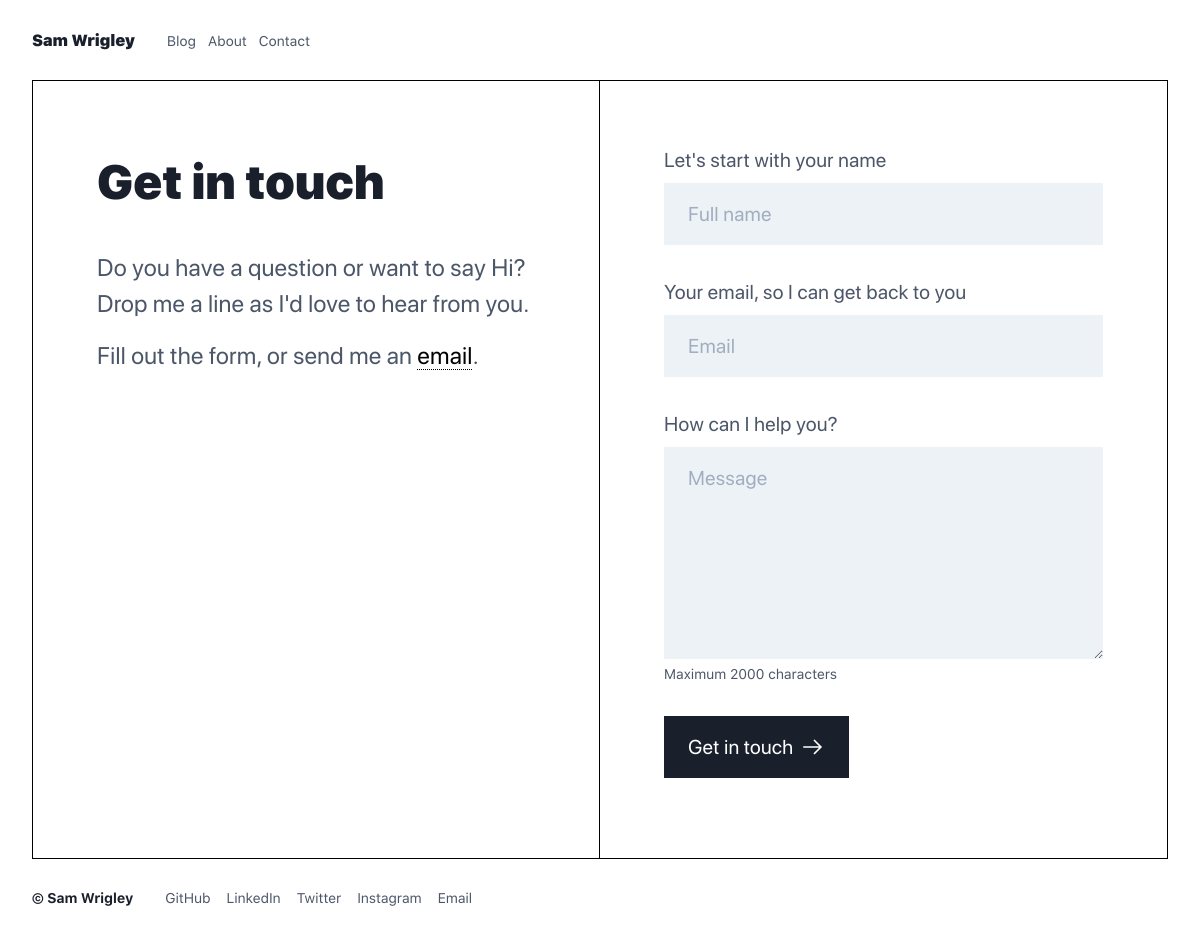 Sam Wrigley Blog About Contact
Get in touch
Do you have a question or want to say Hi?
Drop me a line as I'd love to hear from you.
Fill out the form, or send me an email.
Let's start with your name
Full name
Your email, so I can get back to you
Email
How can I help you?
Message
Maximum 2000 characters
Get in touch →
© Sam Wrigley GitHub LinkedIn Twitter Instagram Email